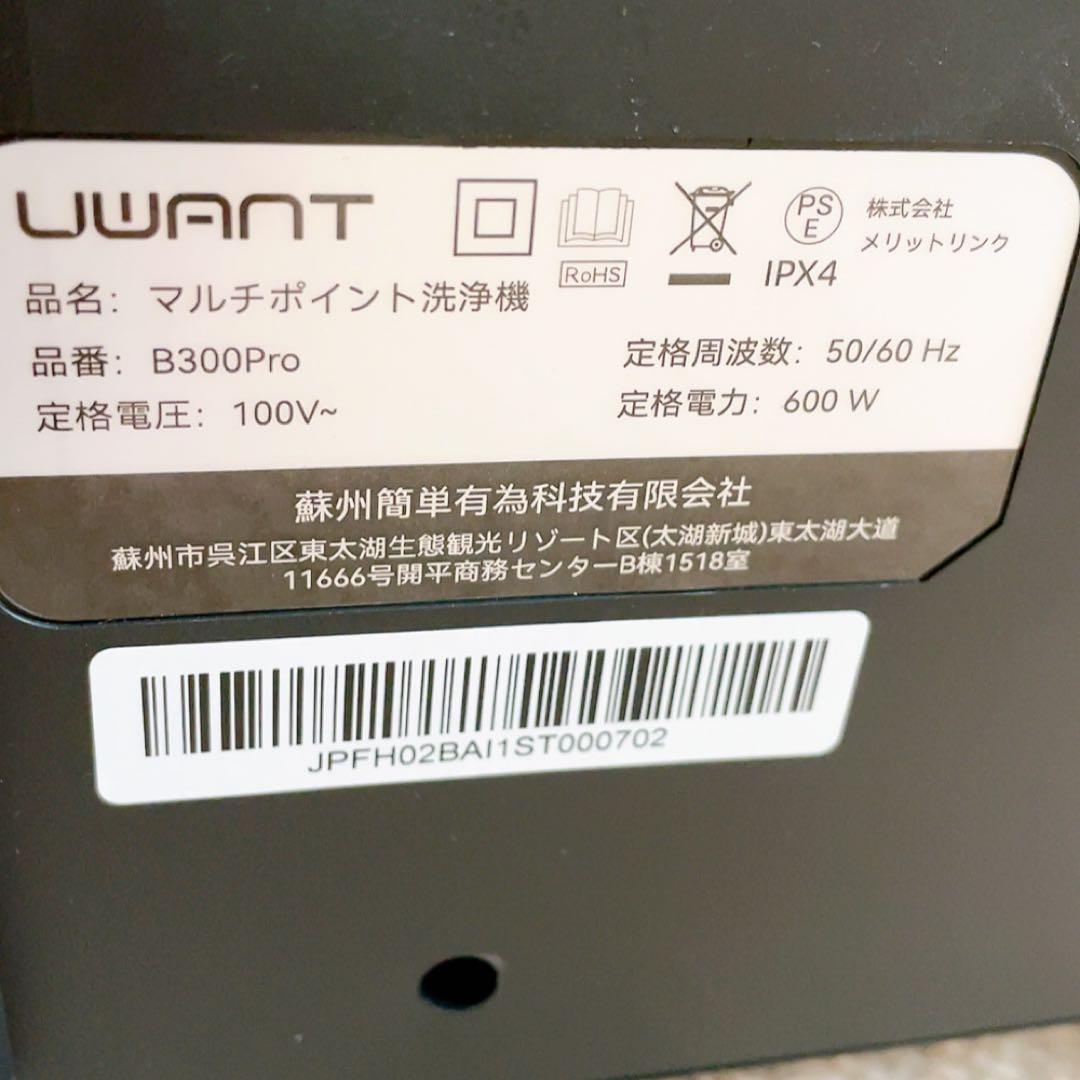 UWANT
RoHS
PS
E
IPX4
株式会社
メリットリンク
品名: マルチポイント洗浄機
品番: B300Pro
定格周波数: 50/60 Hz
定格電圧: 100V~
定格電力: 600 W
蘇州簡単有為科技有限会社
蘇州市呉江区東太湖生態観光リゾート区(太湖新城)東太湖大道
11666号開平商務センターB棟1518室
JPFH02BAI1ST000702